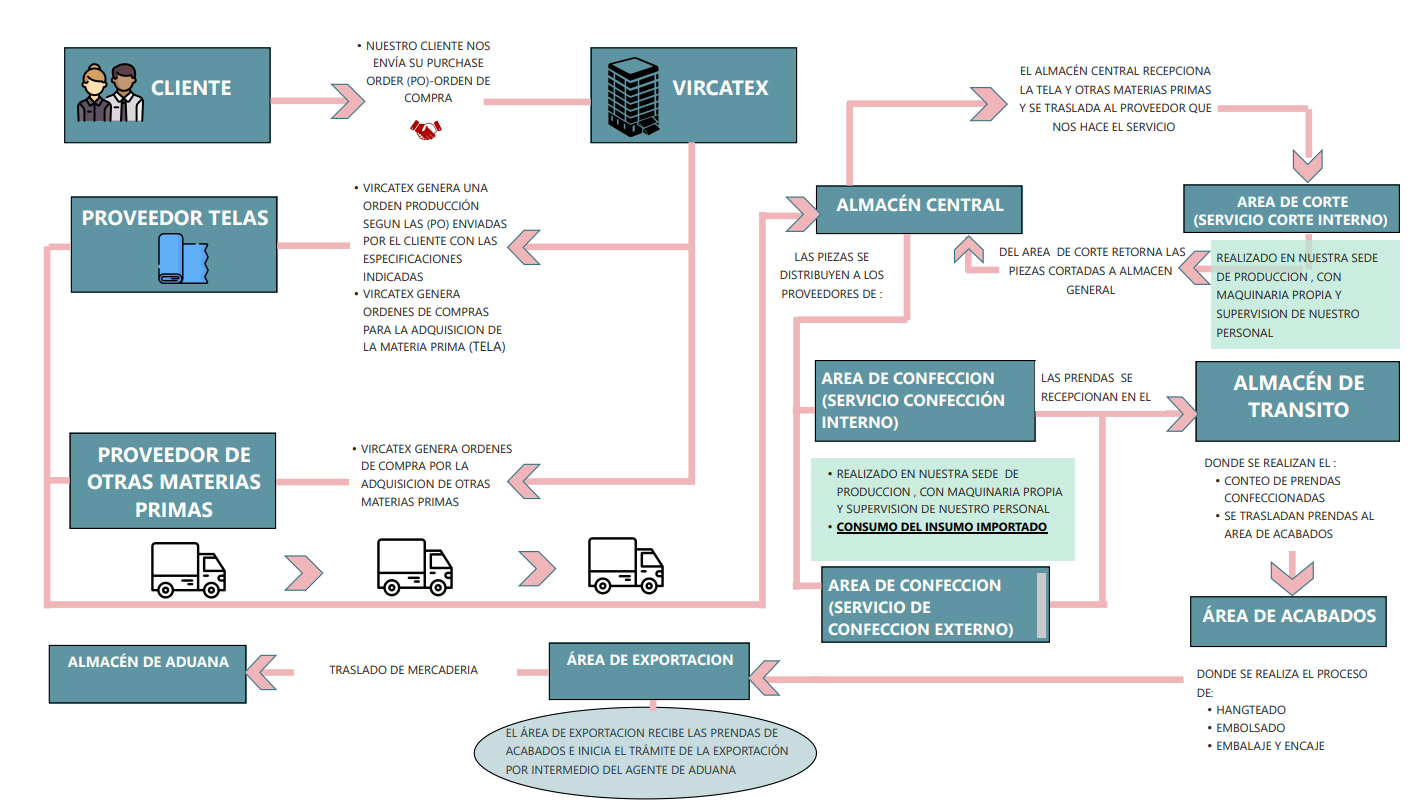 CLIENTE
• NUESTRO CLIENTE NOS
ENVÍA SU PURCHASE
ORDER (PO)-ORDEN DE
COMPRA
VIRCATEX
EL ALMACÉN CENTRAL RECEPCIONA
LA TELA Y OTRAS MATERIAS PRIMAS
Y SE TRASLADA AL PROVEEDOR QUE
NOS HACE EL SERVICIO
PROVEEDOR TELAS
• VIRCATEX GENERA UNA
ORDEN PRODUCCIÓN
SEGUN LAS (PO) ENVIADAS
POR EL CLIENTE CON LAS
ESPECIFICACIONES
INDICADAS
• VIRCATEX GENERA
ORDENES DE COMPRAS
PARA LA ADQUISICION DE
LA MATERIA PRIMA (TELA)
ALMACÉN CENTRAL
AREA DE CORTE
(SERVICIO CORTE INTERNO)
LAS PIEZAS SE
DISTRIBUYEN A LOS
PROVEEDORES DE :
DEL AREA DE CORTE RETORNA LAS
PIEZAS CORTADAS A ALMACEN
GENERAL
REALIZADO EN NUESTRA SEDE
DE PRODUCCION , CON
MAQUINARIA PROPIA Y
SUPERVISION DE NUESTRO
PERSONAL
AREA DE CONFECCION
(SERVICIO CONFECCIÓN
INTERNO)
LAS PRENDAS SE
RECEPCIONAN EN EL
ALMACÉN DE
TRANSITO
PROVEEDOR DE
OTRAS MATERIAS
PRIMAS
• VIRCATEX GENERA ORDENES
DE COMPRA POR LA
ADQUISICION DE OTRAS
MATERIAS PRIMAS
• REALIZADO EN NUESTRA SEDE DE
PRODUCCION , CON MAQUINARIA PROPIA
Y SUPERVISION DE NUESTRO PERSONAL
• CONSUMO DEL INSUMO IMPORTADO
DONDE SE REALIZAN EL :
• CONTEO DE PRENDAS
CONFECCIONADAS
• SE TRASLADAN PRENDAS AL
AREA DE ACABADOS
AREA DE CONFECCION
(SERVICIO DE
CONFECCION EXTERNO)
ÁREA DE ACABADOS
ALMACÉN DE ADUANA
TRASLADO DE MERCADERIA
ÁREA DE EXPORTACION
DONDE SE REALIZA EL PROCESO
DE:
• HANGTEADO
• EMBOLSADO
• EMBALAJE Y ENCAJE
EL ÁREA DE EXPORTACION RECIBE LAS PRENDAS DE
ACABADOS E INICIA EL TRÁMITE DE LA EXPORTACIÓN
POR INTERMEDIO DEL AGENTE DE ADUANA